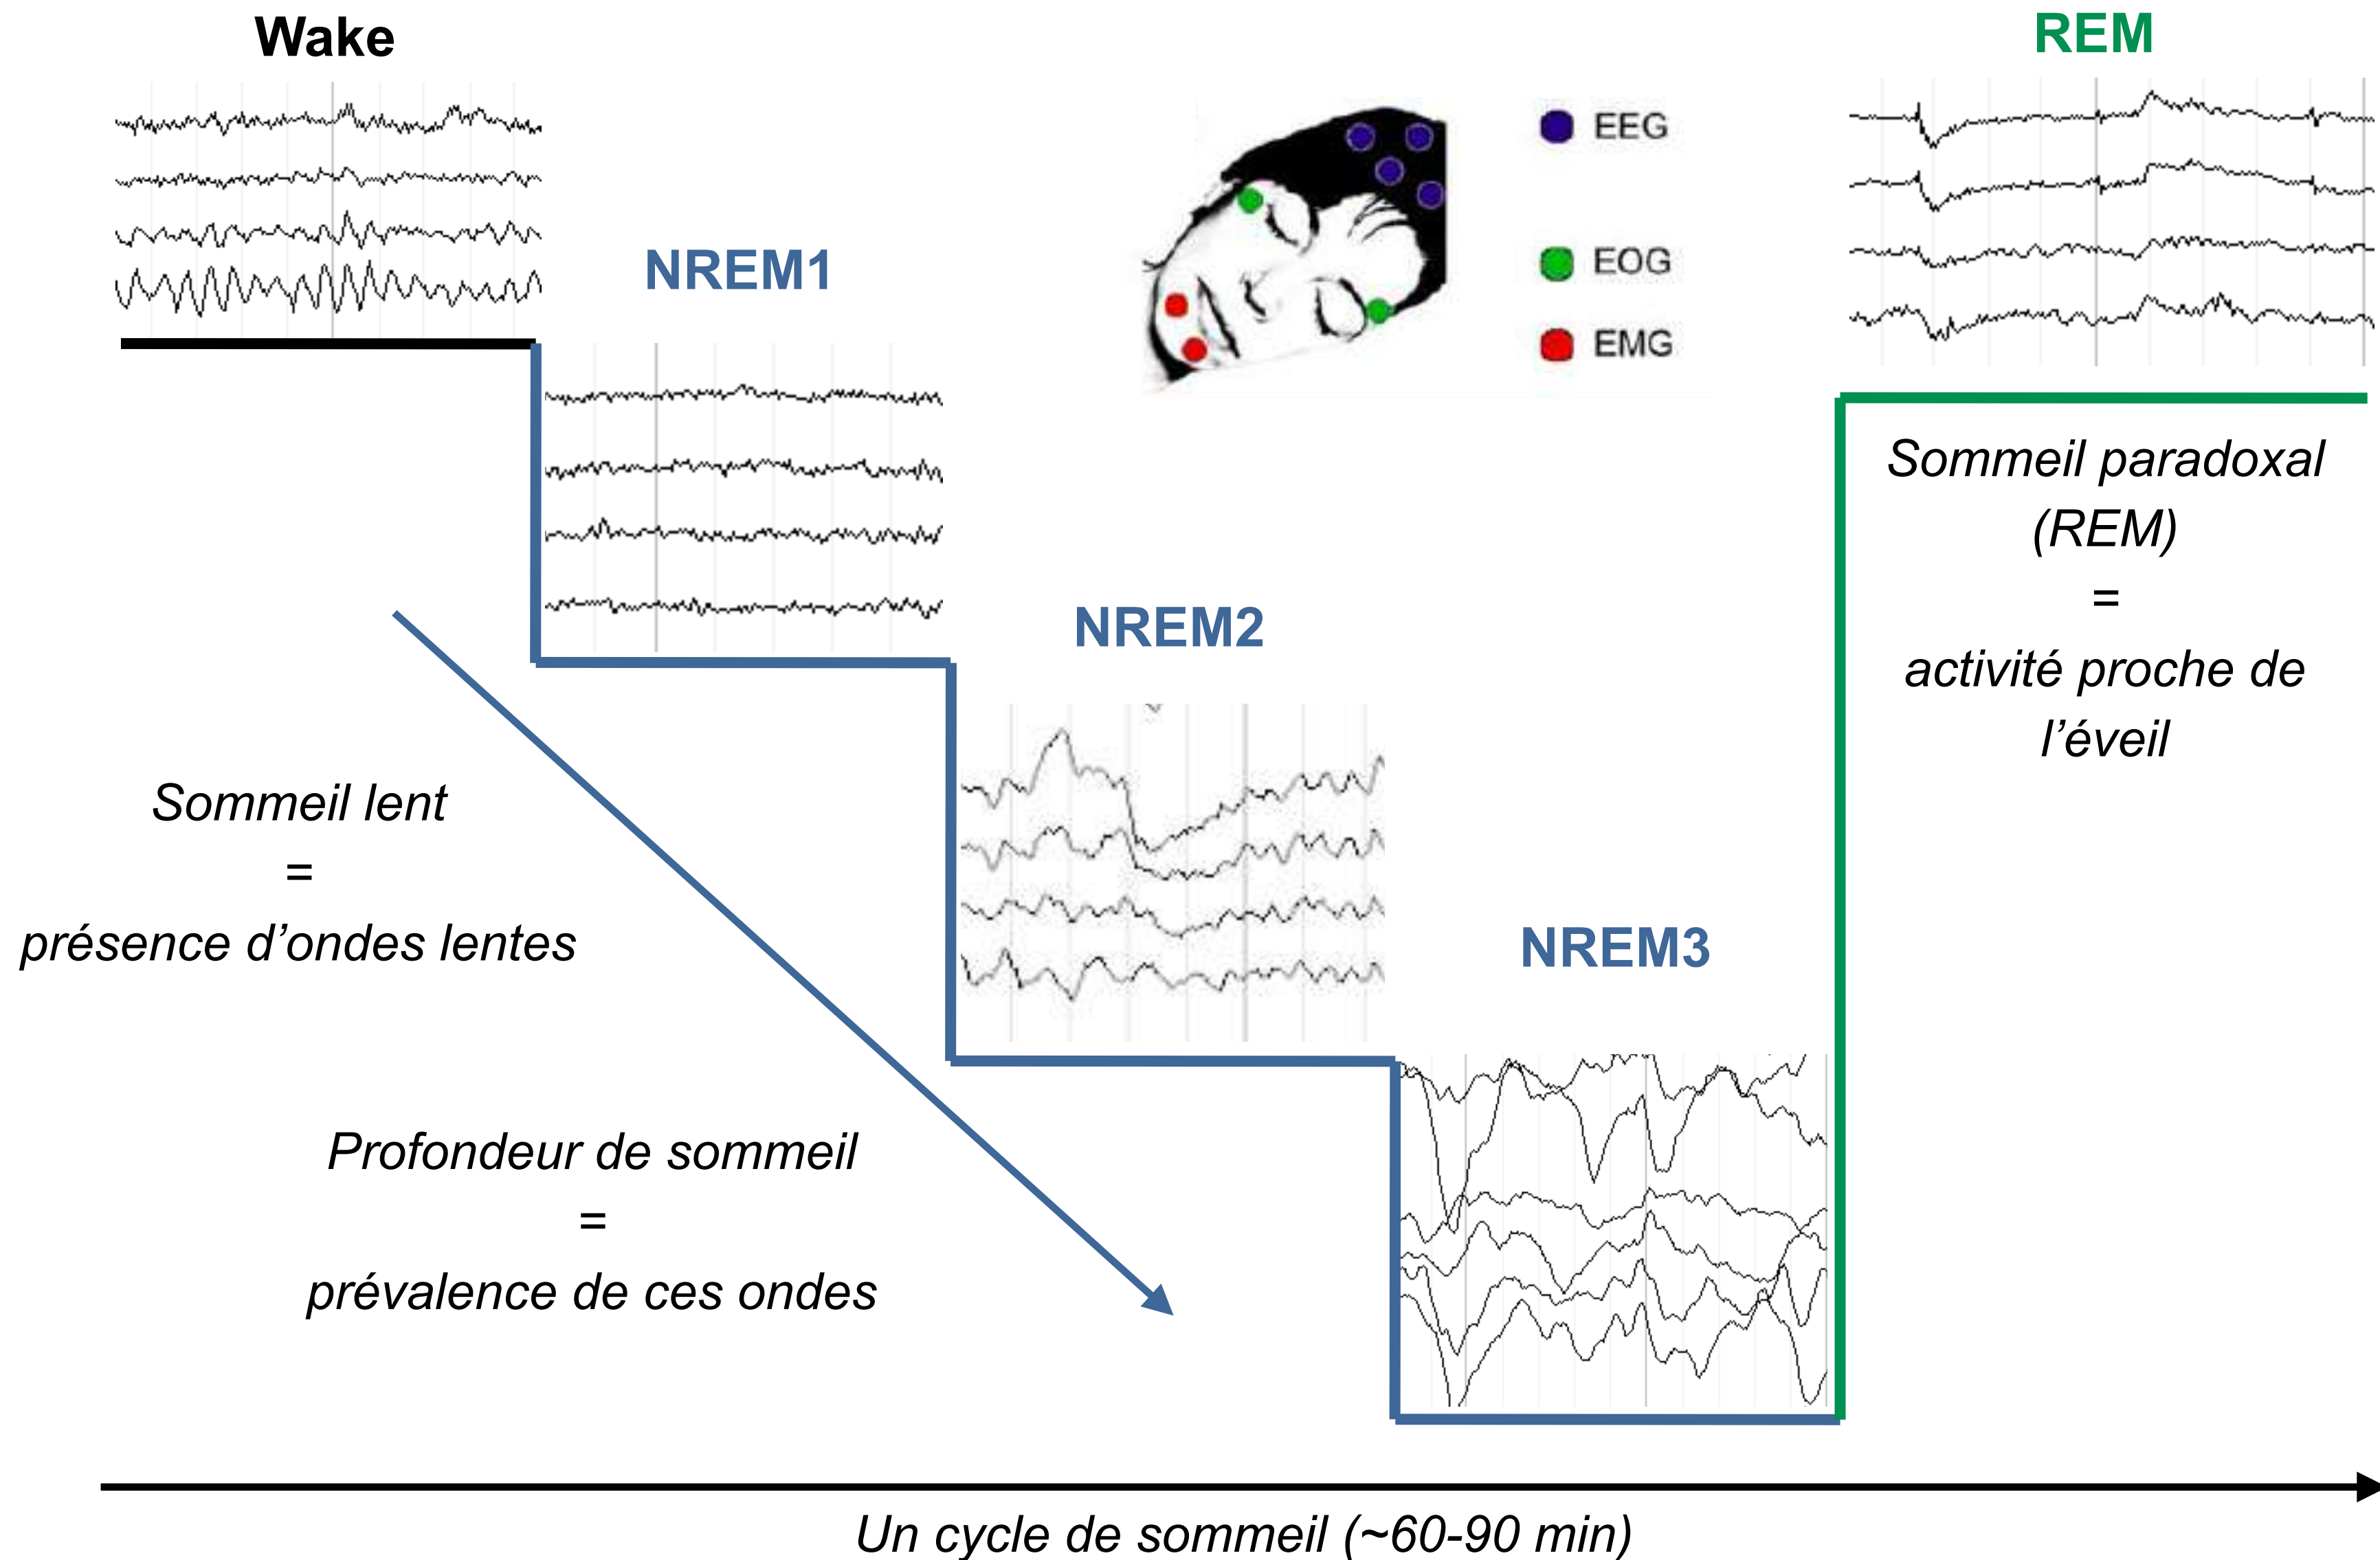 Wake
REM
EEG
NREM1
EOG
EMG
Sommeil paradoxal
(REM)
=
activité proche de
l’éveil
NREM2
Sommeil lent
=
présence d’ondes lentes
NREM3
Profondeur de sommeil
=
prévalence de ces ondes
Un cycle de sommeil (~60-90 min)